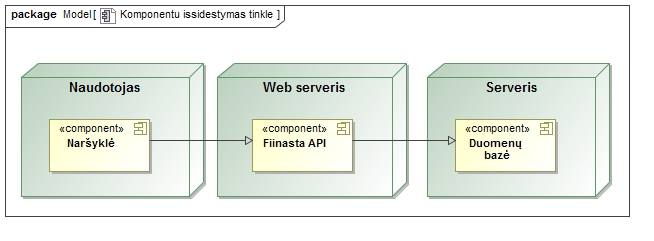 package Model[ Komponentu issidestymas tinkle ]
Naudotojas
«component»
Naršyklė
Web serveris
«component»
Fiinasta API
Serveris
«component»
Duomenų
bazė